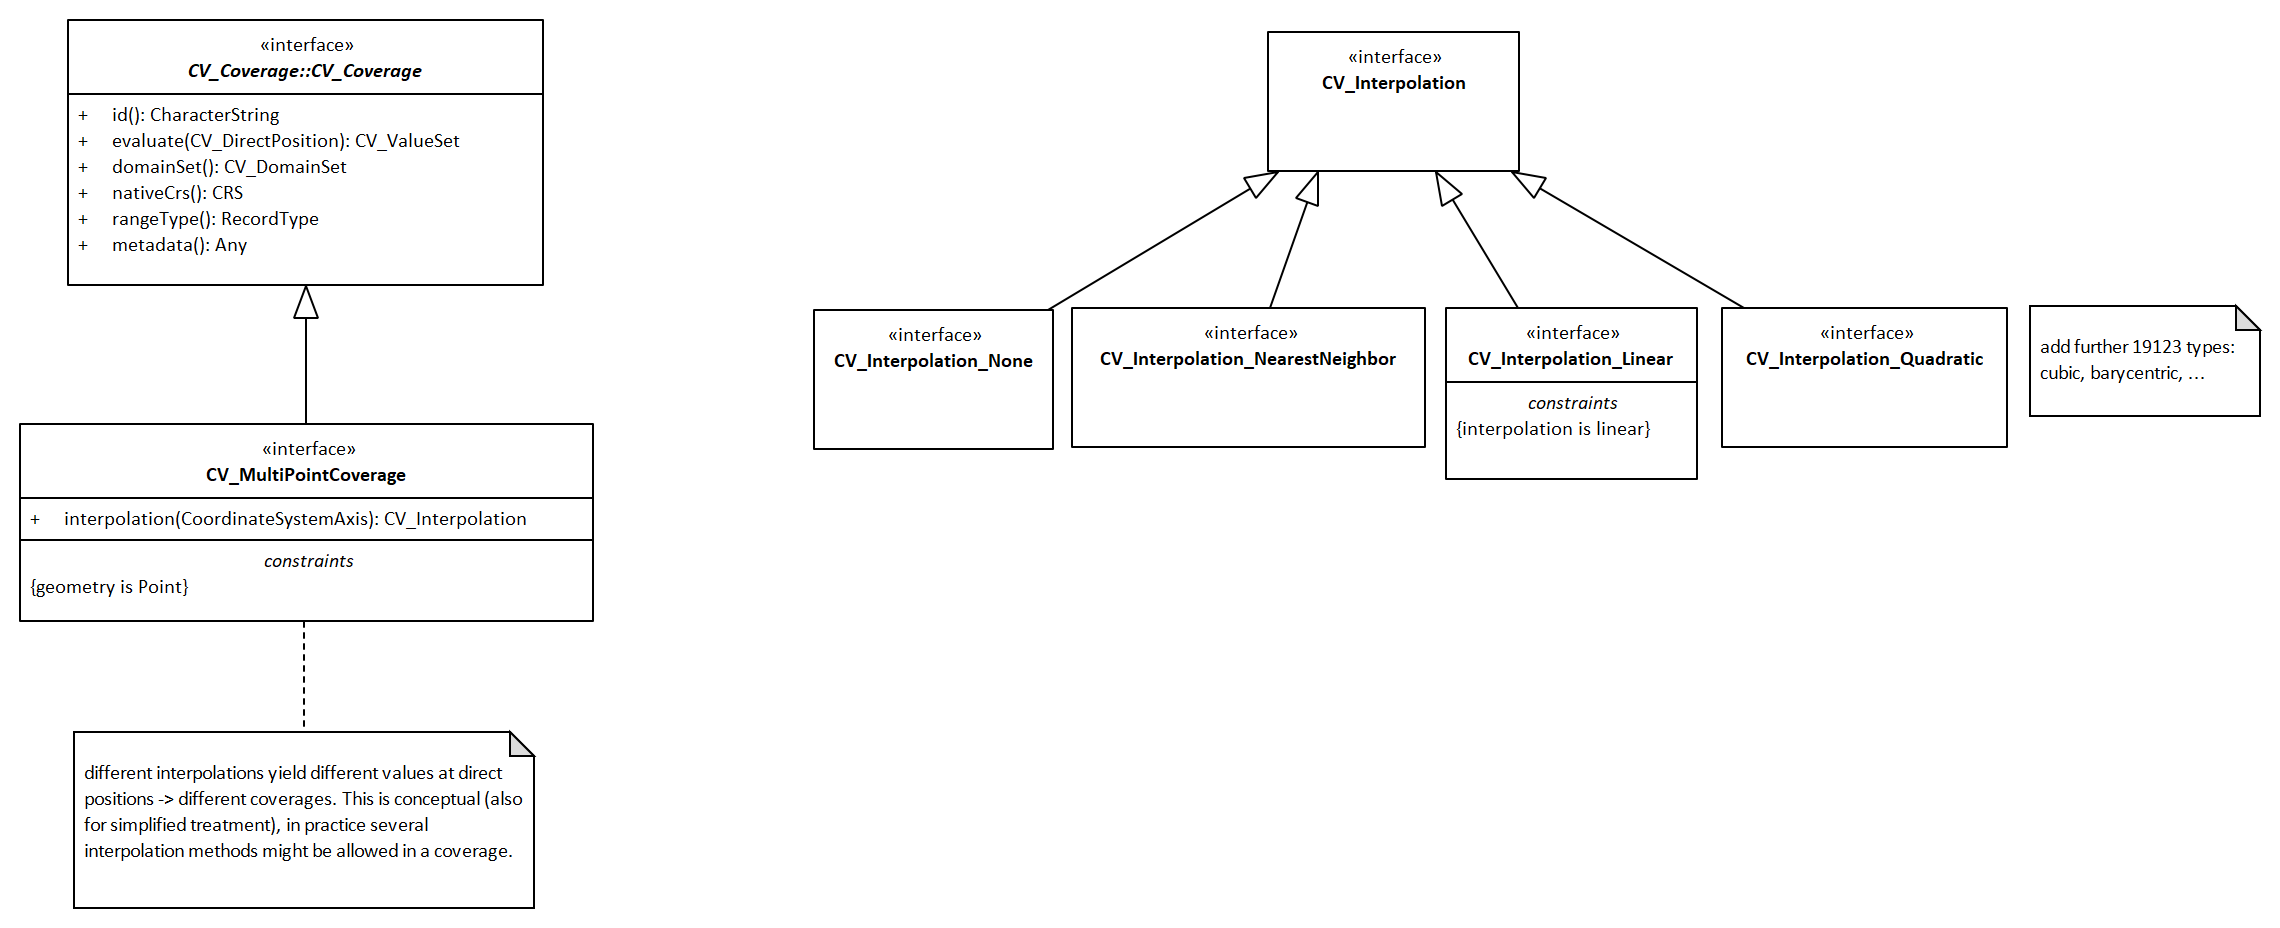 «interface»
CV_Coverage::CV_Coverage
+ id(): CharacterString
+ evaluate(CV_DirectPosition): CV_ValueSet
+ domainSet(): CV_DomainSet
+ nativeCrs(): CRS
+ rangeType(): RecordType
+ metadata(): Any
«interface»
CV_MultiPointCoverage
+ interpolation(CoordinateSystemAxis): CV_Interpolation
constraints
{geometry is Point}
different interpolations yield different values at direct
positions -> different coverages. This is conceptual (also
for simplified treatment), in practice several
interpolation methods might be allowed in a coverage.
«interface»
CV_Interpolation
«interface»
CV_Interpolation_None
«interface»
CV_Interpolation_NearestNeighbor
«interface»
CV_Interpolation_Linear
constraints
{interpolation is linear}
«interface»
CV_Interpolation_Quadratic
add further 19123 types:
cubic, barycentric, ...